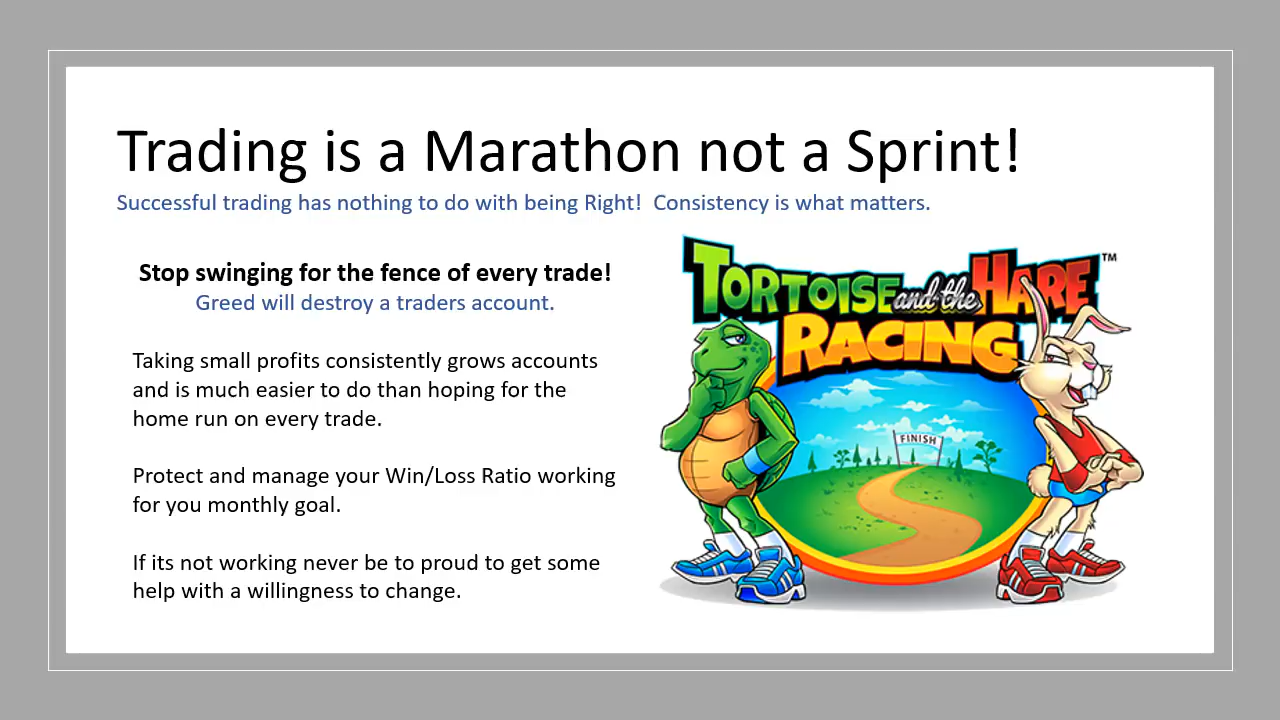 Trading is a Marathon not a Sprint!
Successful trading has nothing to do with being Right!  Consistency is what matters.
Stop swinging for the fence of every trade!
Greed will destroy a traders account.
Taking small profits consistently grows accounts
and is much easier to do than hoping for the
home run on every trade.
Protect and manage your Win/Loss Ratio working
for you monthly goal.
If its not working never be to proud to get some
help with a willingness to change.
TORTOISE and the HARE ™
RACING
FINISH